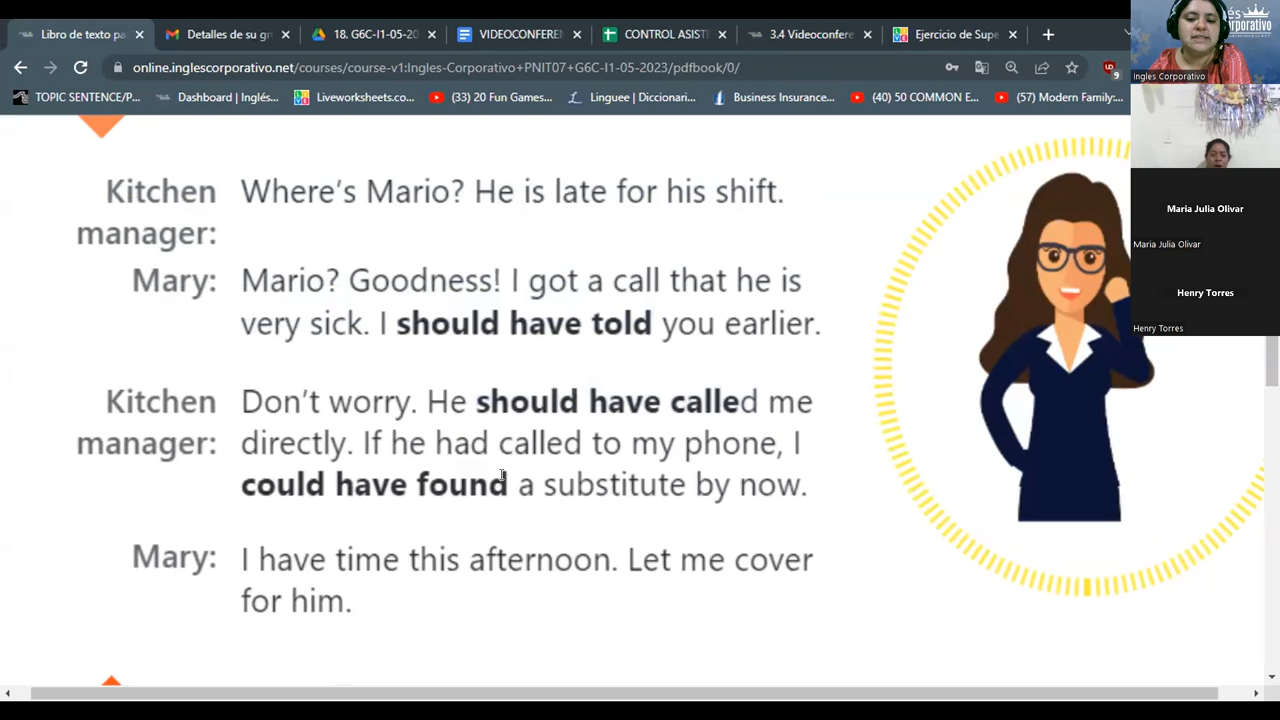 Libro de texto pa
Detalles de su gr
18. G6C-I1-05-20
VIDEOCONFEREN
CONTROL ASIST
3.4 Videoconfere
Ejercicio de Supe
online.inglescorporativo.net/courses/course-v1:Ingles-Corporativo+PNIT07+G6C-I1-05-2023/pdfbook/0/
9
TOPIC SENTENCE/P...
Dashboard | Inglés...
Liveworksheets.co...
(33) 20 Fun Games...
Linguee | Diccionari...
Business Insurance...
(40) 50 COMMON E...
(57) Modern Family:...
Ingles Corporativo
Maria Julia Olivar
Maria Julia Olivar
Henry Torres
Henry Torres
Kitchen manager: Where's Mario? He is late for his shift.
Mary: Mario? Goodness! I got a call that he is
very sick. I should have told you earlier.
Kitchen manager: Don't worry. He should have called me
directly. If he had called to my phone, I
could have found a substitute by now.
Mary: I have time this afternoon. Let me cover
for him.